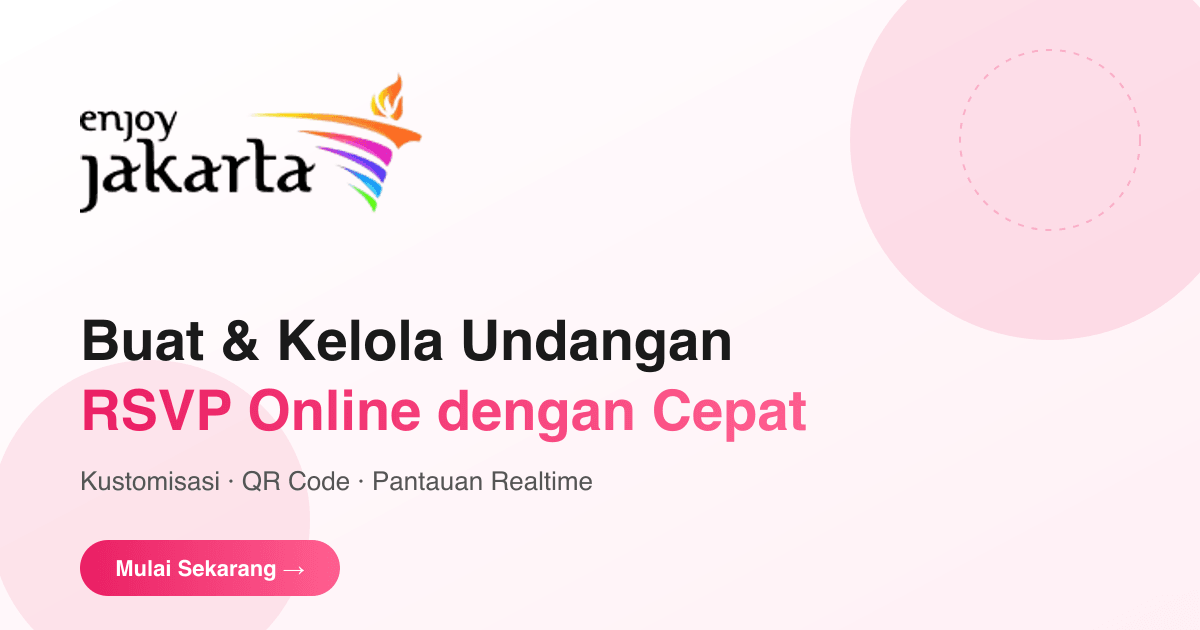 enjoy
jakarta
Buat & Kelola Undangan
RSVP Online dengan Cepat
Kustomisasi · QR Code · Pantauan Realtime
Mulai Sekarang →